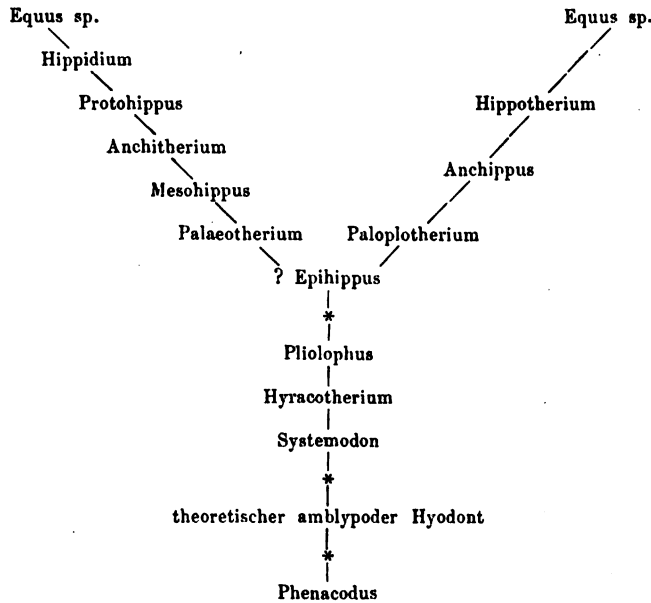 Equus sp. Equus sp.
Hippidium
Protohippus Hippotherium
Anchitherium
Anchippus
Mesohippus
Palaeotherium Paloplotherium
? Epihippus
*
Pliolophus
Hyracotherium
Systemodon
*
theoretischer amblypoder Hyodont
*
Phenacodus